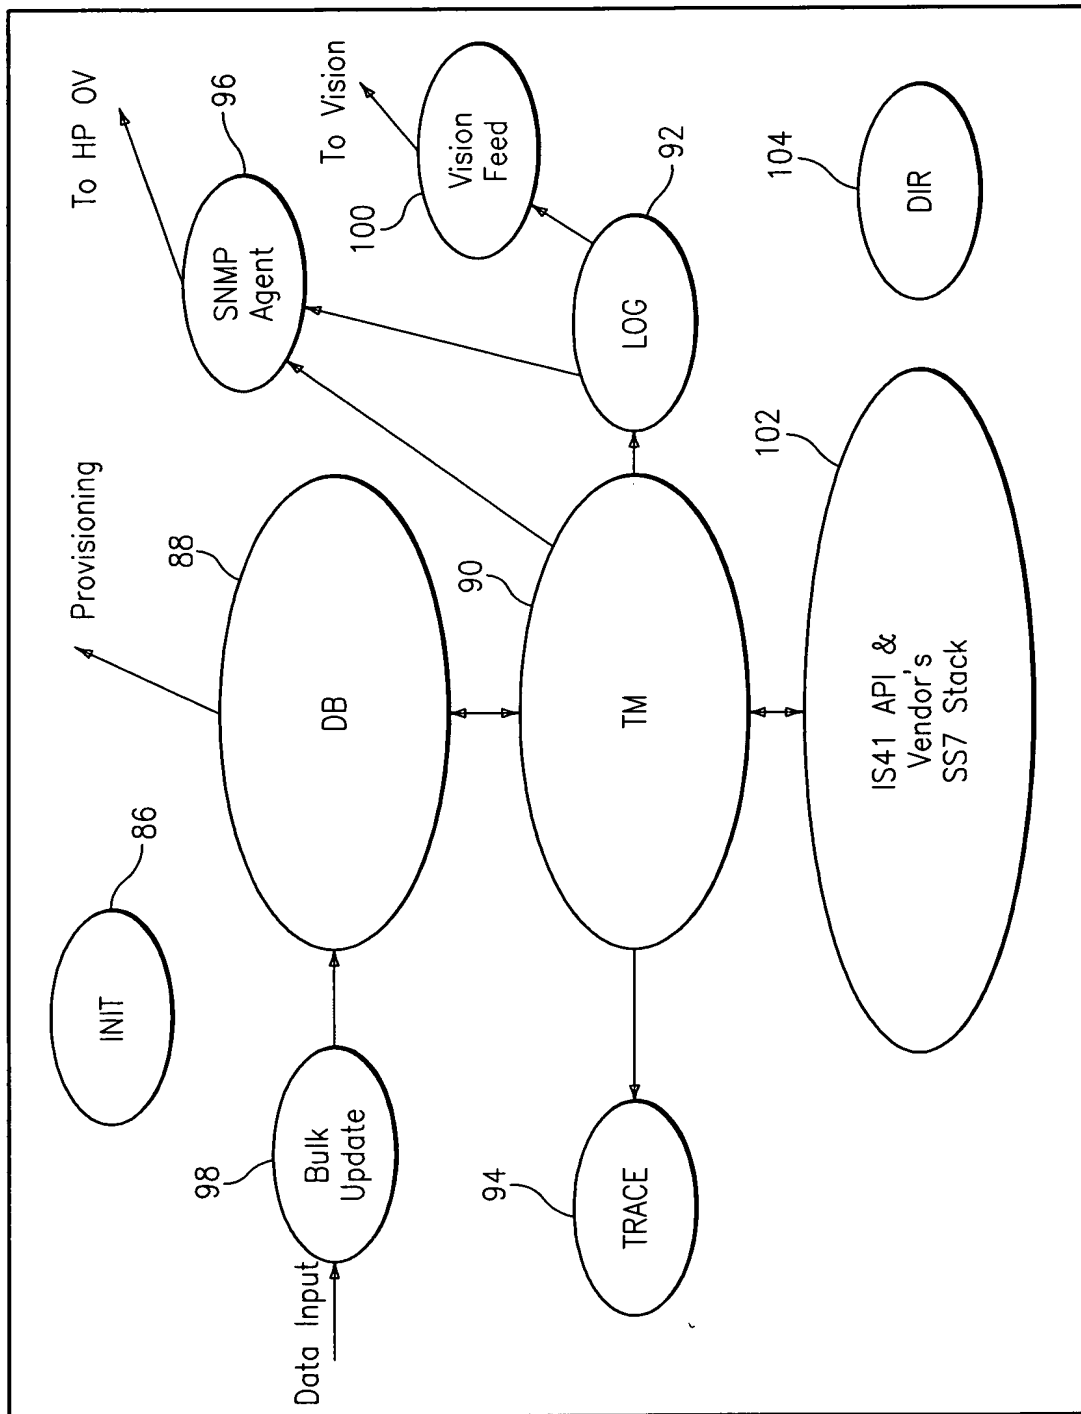 INIT
86
Provisioning
To HP OV
96
SNMP
Agent
Data Input
98
Bulk
Update
DB
88
100
To Vision
Vision
Feed
94
TRACE
TM
90
LOG
92
IS41 API &
Vendor's
SS7 Stack
102
104
DIR